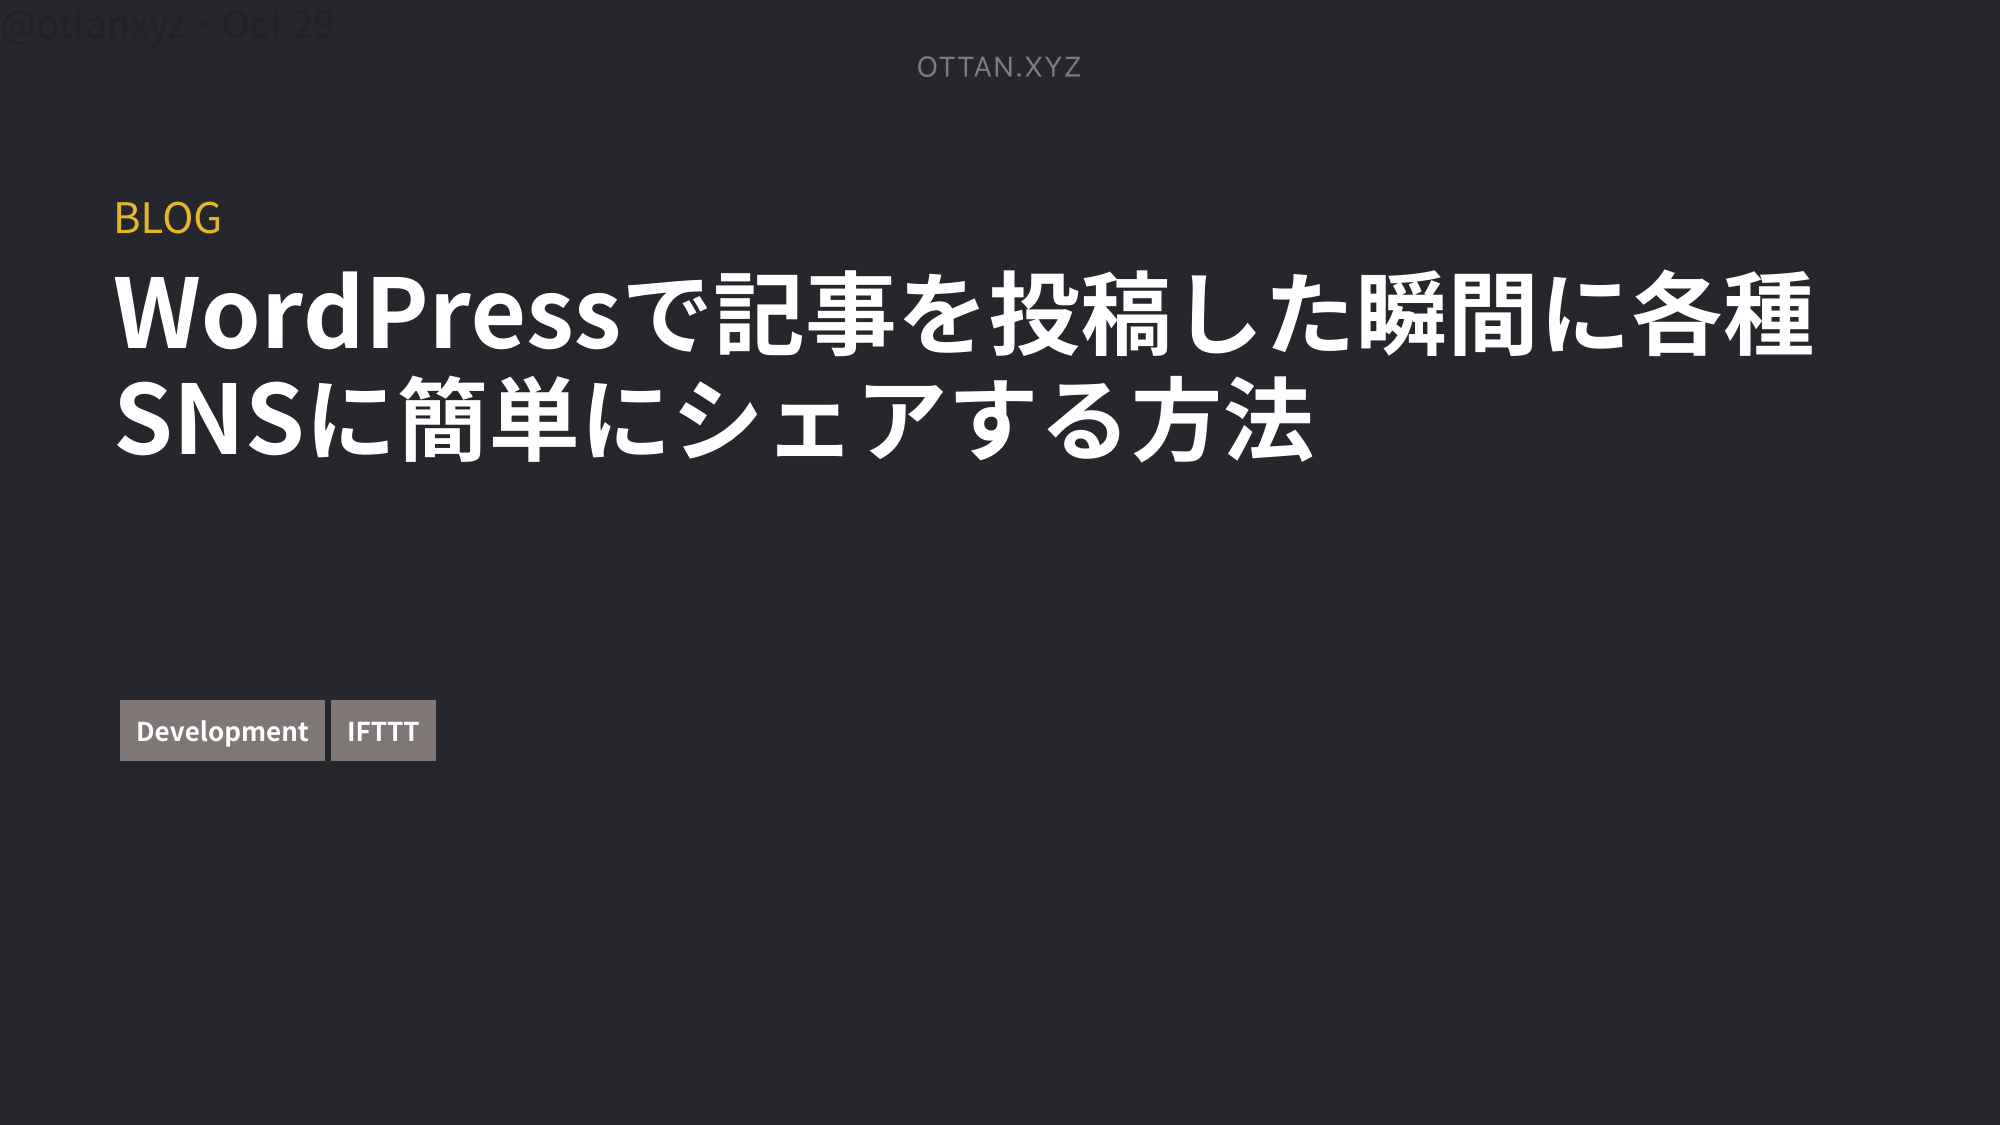 @ottanxyz・Oct 29
OTTAN.XYZ
BLOG
WordPressで記事を投稿した瞬間に各種
SNSに簡単にシェアする方法
Development
IFTTT